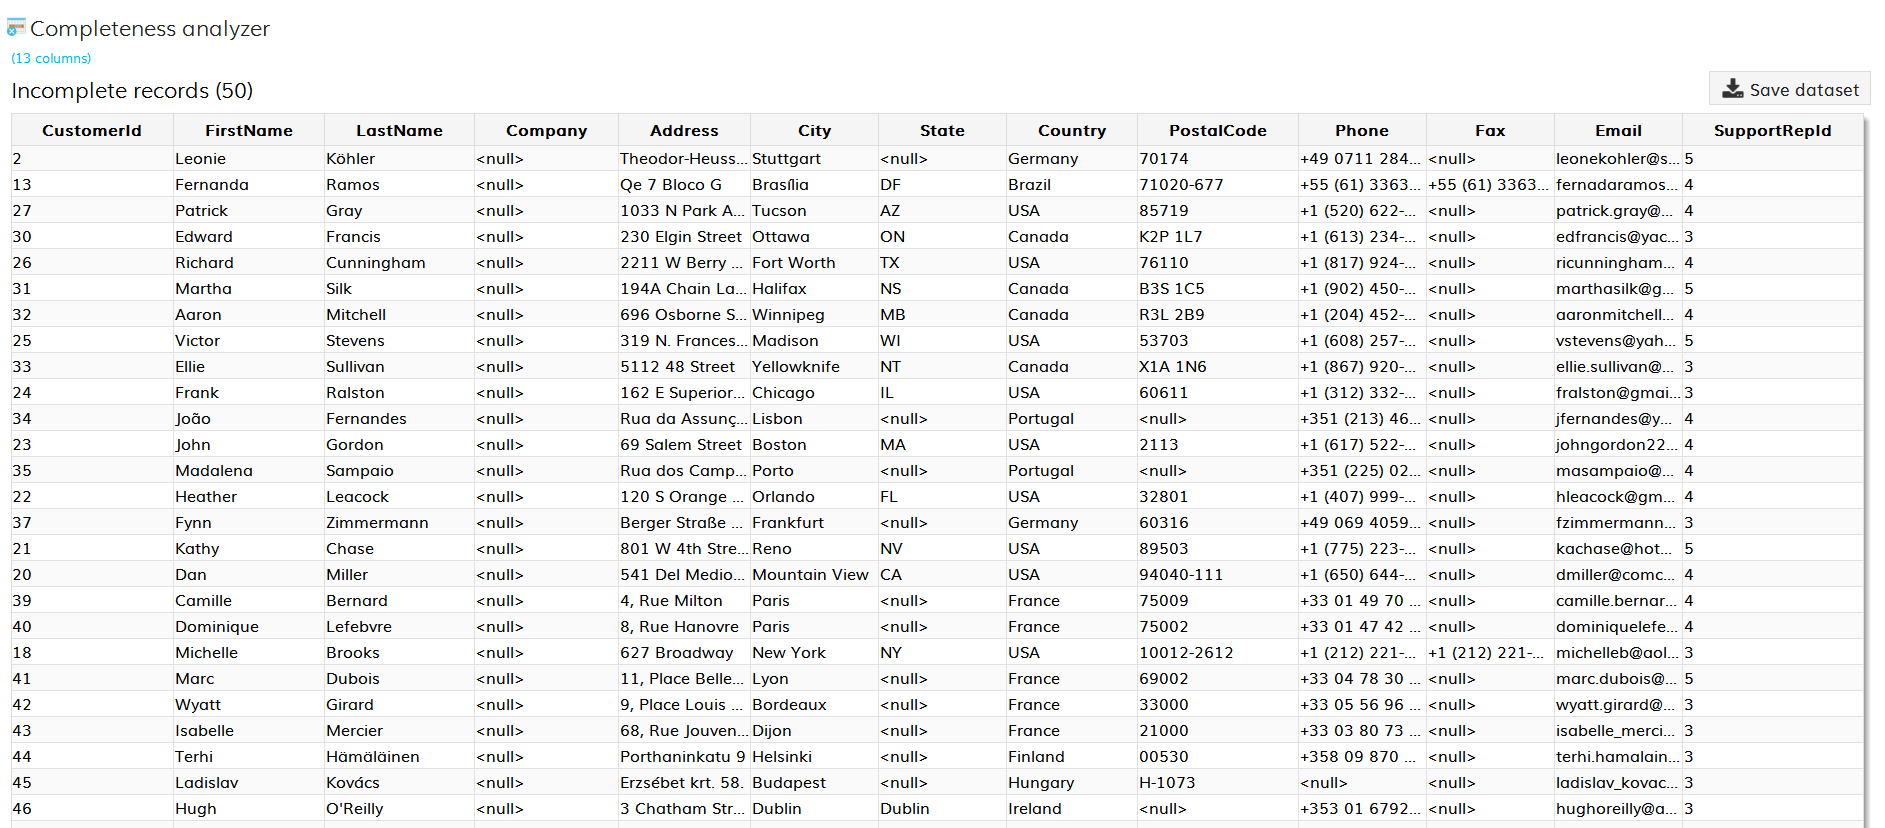 Completeness analyzer
(13 columns)
Incomplete records (50)
Save dataset
CustomerId FirstName LastName Company Address City State Country PostalCode Phone Fax Email SupportRepId
2 Leonie Köhler <null> Theodor-Heuss... Stuttgart <null> Germany 70174 +49 0711 284... <null> leonekohler@s... 5
13 Fernanda Ramos <null> Qe 7 Bloco G Brasília DF Brazil 71020-677 +55 (61) 3363... +55 (61) 3363... fernadaramos... 4
27 Patrick Gray <null> 1033 N Park A... Tucson AZ USA 85719 +1 (520) 622-... <null> patrick.gray@... 4
30 Edward Francis <null> 230 Elgin Street Ottawa ON Canada K2P 1L7 +1 (613) 234-... <null> edfrancis@yac... 3
26 Richard Cunningham <null> 2211 W Berry ... Fort Worth TX USA 76110 +1 (817) 924-... <null> ricunningham... 4
31 Martha Silk <null> 194A Chain La... Halifax NS Canada B3S 1C5 +1 (902) 450-... <null> marthasilk@g... 5
32 Aaron Mitchell <null> 696 Osborne S... Winnipeg MB Canada R3L 2B9 +1 (204) 452-... <null> aaronmitchell... 4
25 Victor Stevens <null> 319 N. Frances... Madison WI USA 53703 +1 (608) 257-... <null> vstevens@yah... 5
33 Ellie Sullivan <null> 5112 48 Street Yellowknife NT Canada X1A 1N6 +1 (867) 920-... <null> ellie.sullivan@... 3
24 Frank Ralston <null> 162 E Superior... Chicago IL USA 60611 +1 (312) 332-... <null> fralston@gmai... 3
34 João Fernandes <null> Rua da Assunç... Lisbon <null> Portugal <null> +351 (213) 46... <null> jfernandes@y... 4
23 John Gordon <null> 69 Salem Street Boston MA USA 2113 +1 (617) 522-... <null> johngordon22... 4
35 Madalena Sampaio <null> Rua dos Camp... Porto <null> Portugal <null> +351 (225) 02... <null> masampaio@... 4
22 Heather Leacock <null> 120 S Orange ... Orlando FL USA 32801 +1 (407) 999-... <null> hleacock@gm... 4
37 Fynn Zimmermann <null> Berger Straße ... Frankfurt <null> Germany 60316 +49 069 4059... <null> fzimmermann... 3
21 Kathy Chase <null> 801 W 4th Stre... Reno NV USA 89503 +1 (775) 223-... <null> kachase@hot... 5
20 Dan Miller <null> 541 Del Medio... Mountain View CA USA 94040-111 +1 (650) 644-... <null> dmiller@comc... 4
39 Camille Bernard <null> 4, Rue Milton Paris <null> France 75009 +33 01 49 70 ... <null> camille.bernar... 4
40 Dominique Lefebvre <null> 8, Rue Hanovre Paris <null> France 75002 +33 01 47 42 ... <null> dominiquelefe... 4
18 Michelle Brooks <null> 627 Broadway New York NY USA 10012-2612 +1 (212) 221-... +1 (212) 221-... michelleb@aol... 3
41 Marc Dubois <null> 11, Place Belle... Lyon <null> France 69002 +33 04 78 30 ... <null> marc.dubois@... 5
42 Wyatt Girard <null> 9, Place Louis ... Bordeaux <null> France 33000 +33 05 56 96 ... <null> wyatt.girard@... 3
43 Isabelle Mercier <null> 68, Rue Jouven... Dijon <null> France 21000 +33 03 80 73 ... <null> isabelle_merci... 3
44 Terhi Hämäläinen <null> Porthaninkatu 9 Helsinki <null> Finland 00530 +358 09 870 ... <null> terhi.hamalain... 3
45 Ladislav Kovács <null> Erzsébet krt. 58. Budapest <null> Hungary H-1073 <null> <null> ladislav_kovac... 3
46 Hugh O'Reilly <null> 3 Chatham Str... Dublin Dublin Ireland <null> +353 01 6792... <null> hughoreilly@a... 3